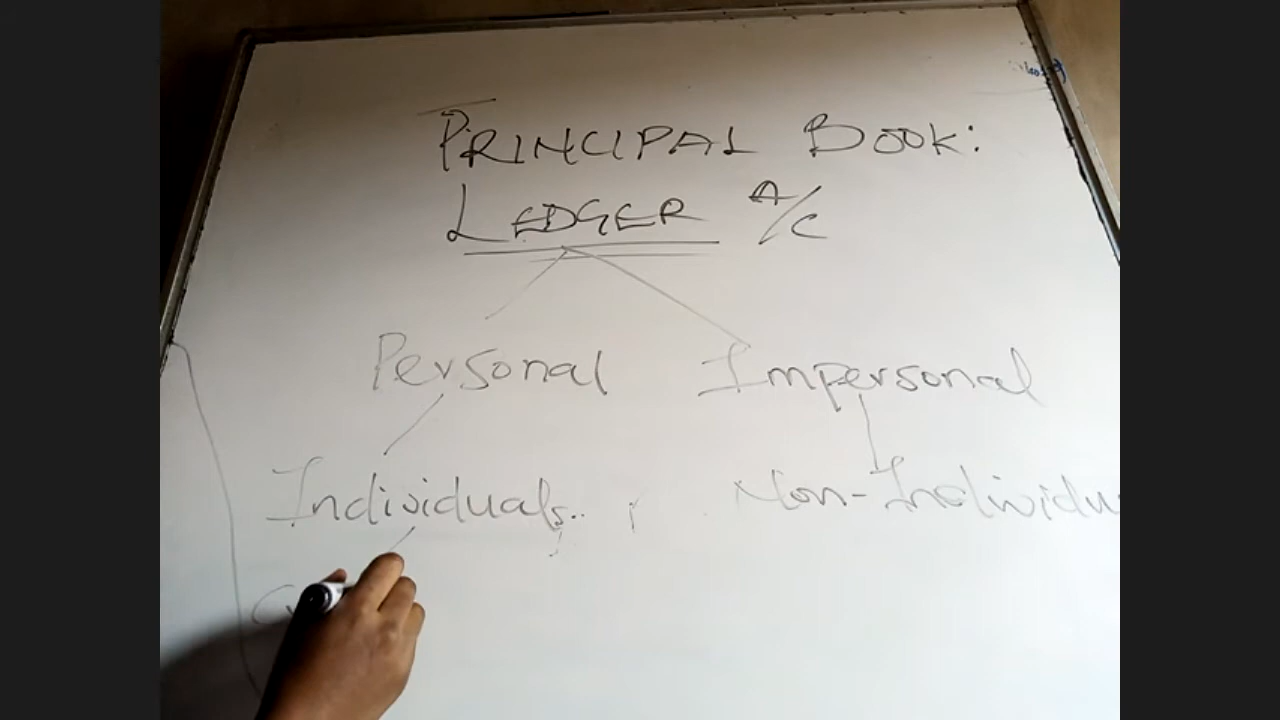 PRINCIPAL BOOK:
LEDGER A/C
Personal Impersonal
Individuals Non-Individu